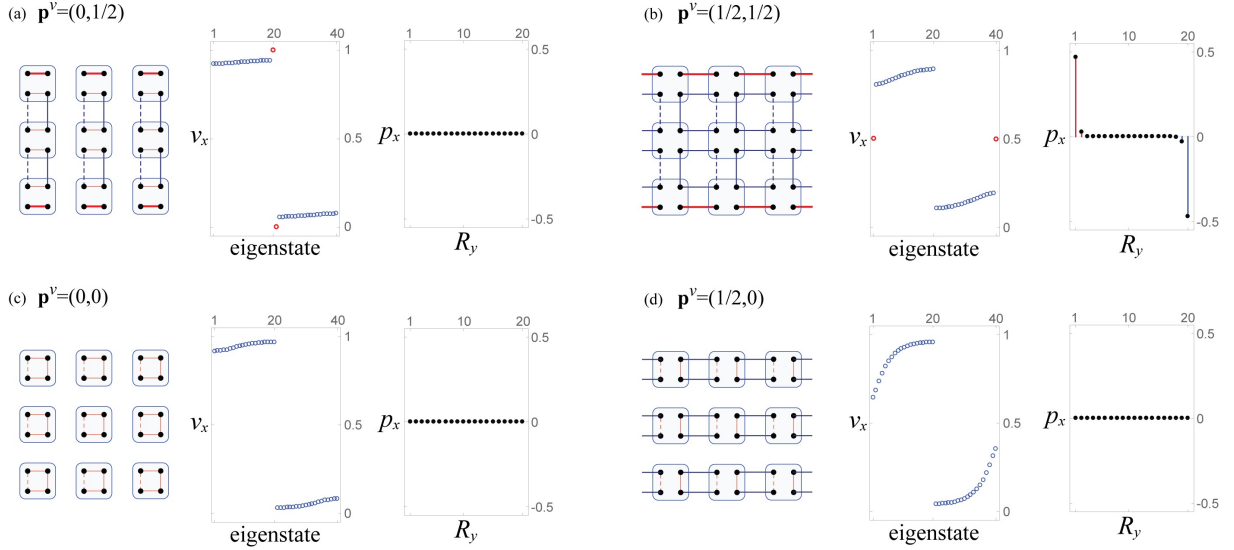 (a) p^v=(0,1/2)
1 20 40
1
v_x 0.5
0
eigenstate
1 10 20
0.5
p_x 0
-0.5
R_y
(b) p^v=(1/2,1/2)
1 20 40
1
v_x 0.5
0
eigenstate
1 10 20
0.5
p_x 0
-0.5
R_y
(c) p^v=(0,0)
1 20 40
1
v_x 0.5
0
eigenstate
1 10 20
0.5
p_x 0
-0.5
R_y
(d) p^v=(1/2,0)
1 20 40
1
v_x 0.5
0
eigenstate
1 10 20
0.5
p_x 0
-0.5
R_y